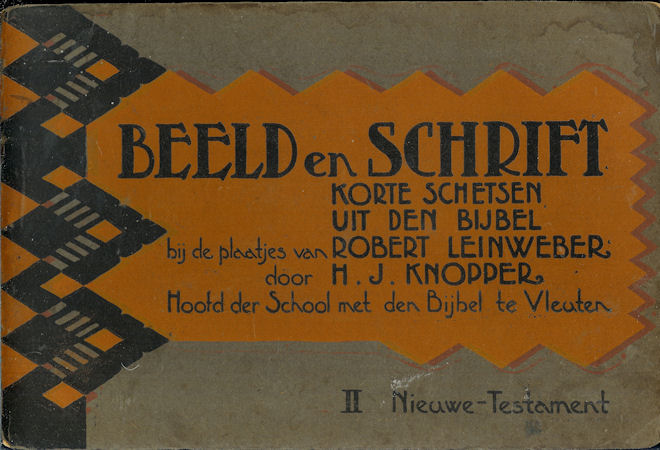 BEELD en SCHRIFT
KORTE SCHETSEN
UIT DEN BIJBEL
bij de plaatjes van ROBERT LEINWEBER
door H. J. KNOPPER
Hoofd der School met den Bijbel te Vleuten
II Nieuwe-Testament